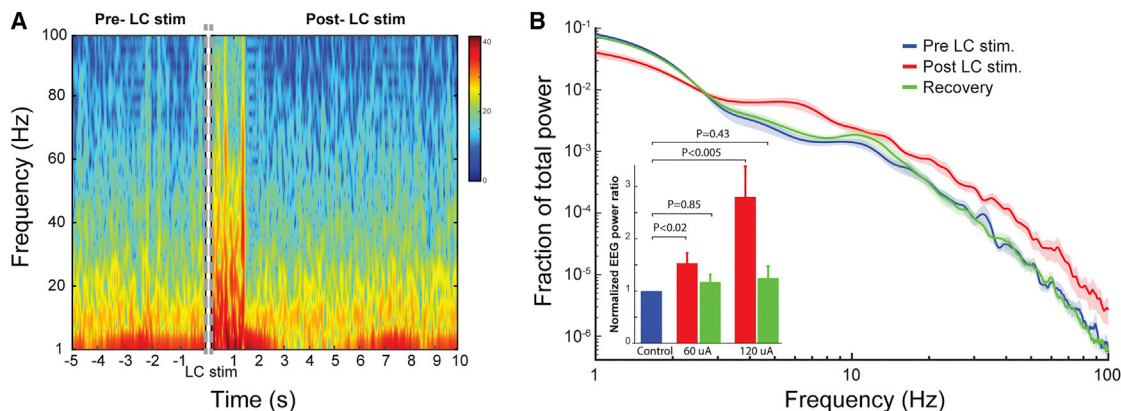 A
Pre- LC stim
Post- LC stim
Frequency (Hz)
100
80
60
40
20
1
-5
-4
-3
-2
-1
1
2
3
4
5
6
7
8
9
10
LC stim
Time (s)
40
30
20
10
0
B
Fraction of total power
10-1
10-2
10-3
10-4
10-5
10-6
Pre LC stim.
Post LC stim.
Recovery
P=0.43
P<0.005
P=0.85
P<0.02
Normalized EEG power ratio
3
2
1
0
Control
60 uA
120 uA
1
10
100
Frequency (Hz)